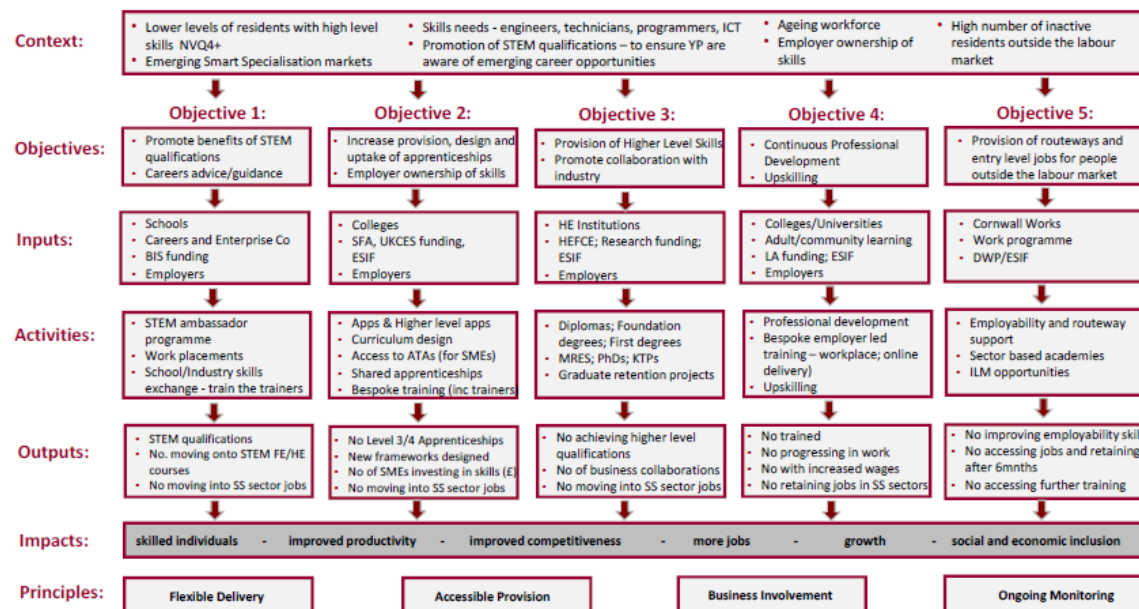 Context:
• Lower levels of residents with high level
skills NVQ4+
• Emerging Smart Specialisation markets
• Skills needs - engineers, technicians, programmers, ICT
• Promotion of STEM qualifications – to ensure YP are
aware of emerging career opportunities
• Ageing workforce
• Employer ownership of
skills
• High number of inactive
residents outside the labour
market
Objective 1:
Objective 2:
Objective 3:
Objective 4:
Objective 5:
Objectives:
• Promote benefits of STEM
qualifications
• Careers advice/guidance
• Increase provision, design and
uptake of apprenticeships
• Employer ownership of skills
• Provision of Higher Level Skills
• Promote collaboration with
industry
• Continuous Professional
Development
• Upskilling
• Provision of routeways and
entry level jobs for people
outside the labour market
Inputs:
• Schools
• Careers and Enterprise Co
• BIS funding
• Employers
• Colleges
• SFA, UKCES funding,
ESIF
• Employers
• HE Institutions
• HEFCE; Research funding;
ESIF
• Employers
• Colleges/Universities
• Adult/community learning
• LA funding; ESIF
• Employers
• Cornwall Works
• Work programme
• DWP/ESIF
Activities:
• STEM ambassador
programme
• Work placements
• School/Industry skills
exchange - train the trainers
• Apps & Higher level apps
• Curriculum design
• Access to ATAs (for SMEs)
• Shared apprenticeships
• Bespoke training (inc trainers)
• Diplomas; Foundation
degrees; First degrees
• MRES; PhDs; KTPs
• Graduate retention projects
• Professional development
• Bespoke employer led
training – workplace; online
delivery)
• Upskilling
• Employability and routeway
support
• Sector based academies
• ILM opportunities
Outputs:
• STEM qualifications
• No. moving onto STEM FE/HE
courses
• No moving into SS sector jobs
• No Level 3/4 Apprenticeships
• New frameworks designed
• No of SMEs investing in skills (£)
• No moving into SS sector jobs
• No achieving higher level
qualifications
• No of business collaborations
• No moving into SS sector jobs
• No trained
• No progressing in work
• No with increased wages
• No retaining jobs in SS sectors
• No improving employability skil
• No accessing jobs and retaining
after 6mnths
• No accessing further training
Impacts:
skilled individuals - improved productivity - improved competitiveness - more jobs - growth - social and economic inclusion
Principles:
Flexible Delivery
Accessible Provision
Business Involvement
Ongoing Monitoring